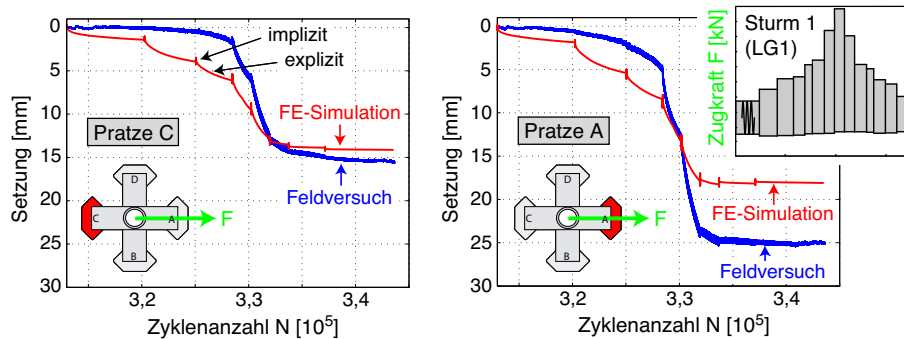 0
5
10
15
20
25
30
Setzung [mm]
implizit
explizit
FE-Simulation
Pratze C
Feldversuch
D
C
A
B
F
3,2
3,3
3,4
Zyklenanzahl N [10⁵]
0
5
10
15
20
25
30
Setzung [mm]
Pratze A
FE-Simulation
Feldversuch
D
C
A
B
F
3,2
3,3
3,4
Zyklenanzahl N [10⁵]
Zugkraft F [kN]
Sturm 1
(LG1)